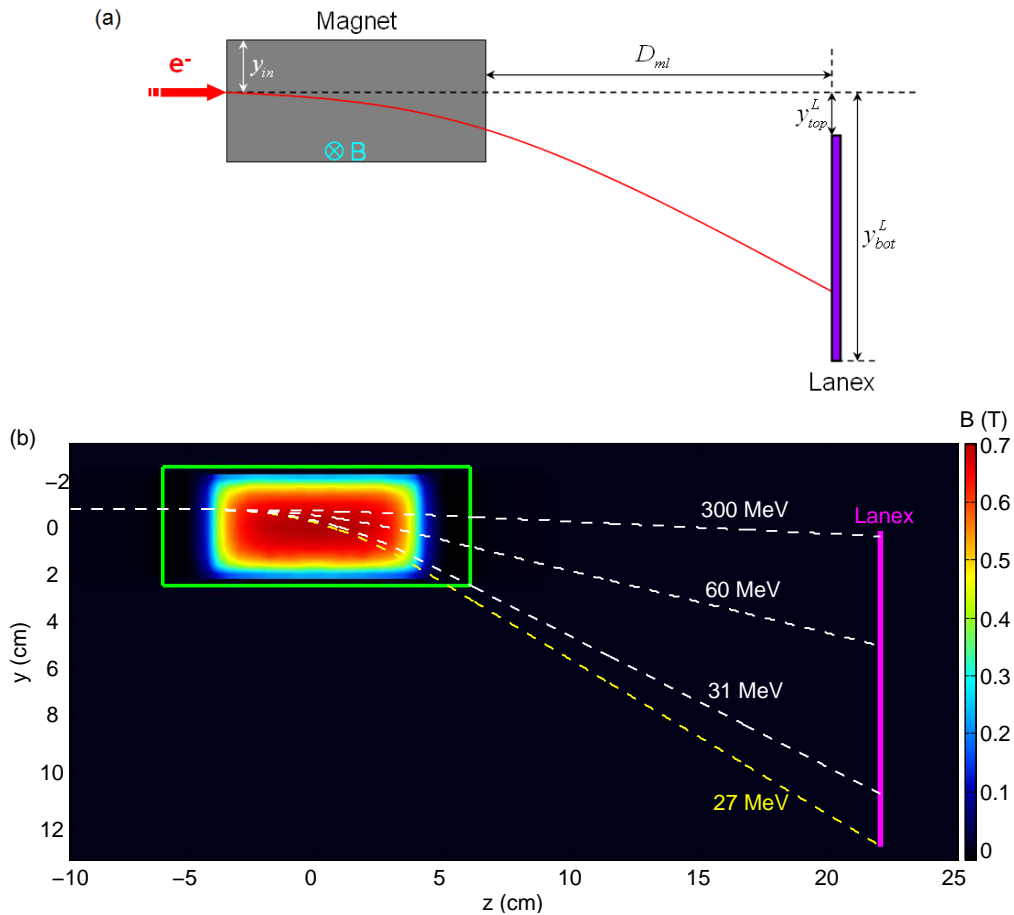 (a)
Magnet
e-
y_in
D_ml
y^L_top
⊗ B
y^L_bot
Lanex
(b)
B (T)
−2
0
2
4
6
8
10
12
y (cm)
300 MeV
60 MeV
31 MeV
27 MeV
Lanex
0.7
0.6
0.5
0.4
0.3
0.2
0.1
0
−10
−5
0
5
10
15
20
25
z (cm)